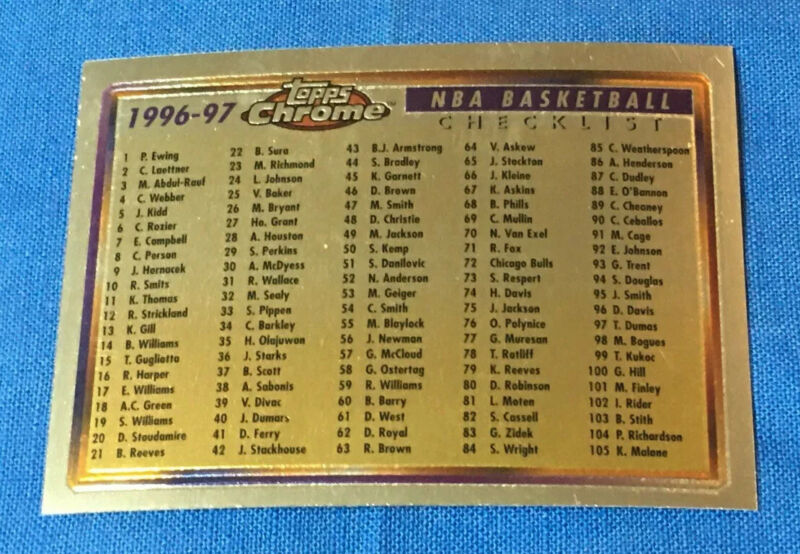 1996-97
Topps
Chrome™
NBA BASKETBALL
CHECKLIST
1 P. Ewing
2 C. Laettner
3 M. Abdul-Rauf
4 C. Webber
5 J. Kidd
6 C. Rozier
7 E. Campbell
8 C. Person
9 J. Hornacek
10 R. Smits
11 K. Thomas
12 R. Strickland
13 K. Gill
14 B. Williams
15 T. Gugliotta
16 R. Harper
17 E. Williams
18 A.C. Green
19 S. Williams
20 D. Stoudamire
21 B. Reeves
22 B. Sura
23 M. Richmond
24 L. Johnson
25 V. Baker
26 M. Bryant
27 Ho. Grant
28 A. Houston
29 S. Perkins
30 A. McDyess
31 R. Wallace
32 M. Sealy
33 S. Pippen
34 C. Barkley
35 H. Olajuwon
36 J. Starks
37 B. Scott
38 A. Sabonis
39 V. Divac
40 J. Dumars
41 D. Ferry
42 J. Stackhouse
43 B.J. Armstrong
44 S. Bradley
45 K. Garnett
46 D. Brown
47 M. Smith
48 D. Christie
49 M. Jackson
50 S. Kemp
51 S. Danilovic
52 N. Anderson
53 M. Geiger
54 C. Smith
55 M. Blaylock
56 J. Newman
57 G. McCloud
58 G. Ostertag
59 R. Williams
60 B. Barry
61 D. West
62 D. Royal
63 R. Brown
64 V. Askew
65 J. Stockton
66 J. Kleine
67 K. Askins
68 B. Phills
69 C. Mullin
70 N. Van Exel
71 R. Fox
72 Chicago Bulls
73 S. Respert
74 H. Davis
75 J. Jackson
76 O. Polynice
77 G. Muresan
78 T. Ratliff
79 K. Reeves
80 D. Robinson
81 L. Moten
82 S. Cassell
83 G. Zidek
84 S. Wright
85 C. Weatherspoon
86 A. Henderson
87 C. Dudley
88 E. O'Bannon
89 C. Cheaney
90 C. Ceballos
91 M. Cage
92 E. Johnson
93 G. Trent
94 S. Douglas
95 J. Smith
96 D. Davis
97 T. Dumas
98 M. Bogues
99 T. Kukoc
100 G. Hill
101 M. Finley
102 J. Rider
103 B. Stith
104 P. Richardson
105 K. Malone